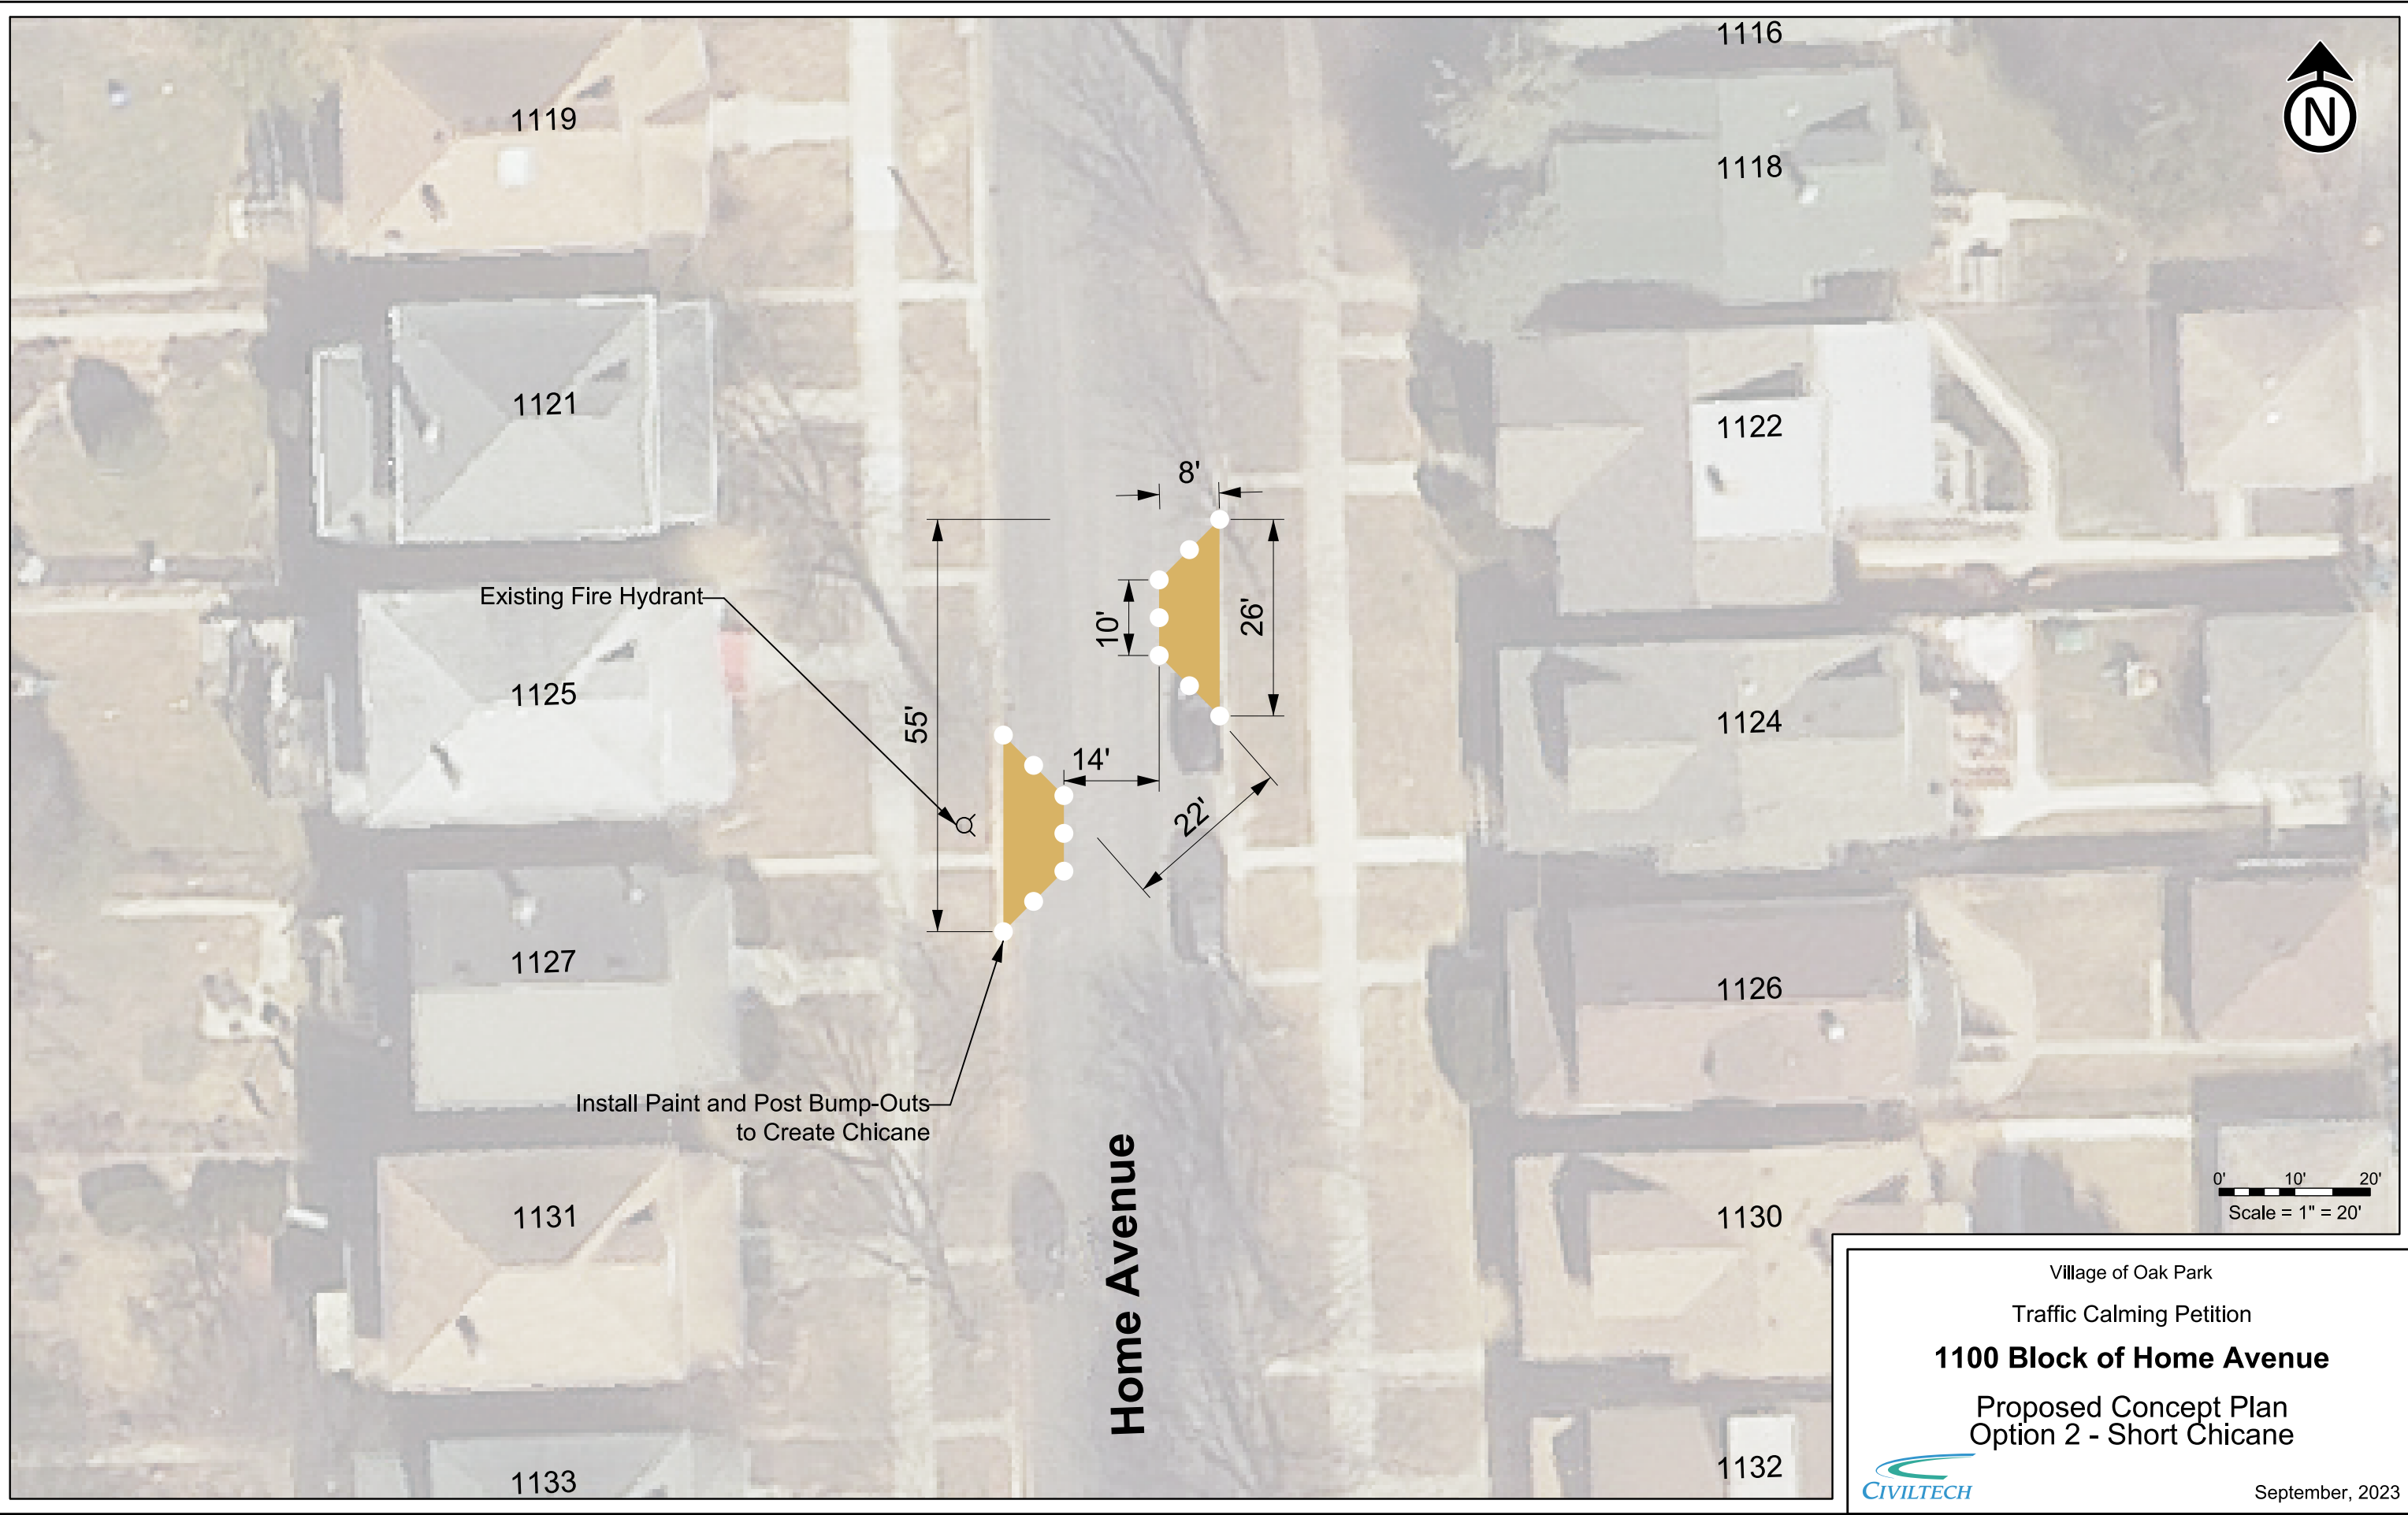 1116
N
1119
1118
1121
1122
8'
Existing Fire Hydrant
10'
26'
1125
1124
55'
14'
22'
1127
1126
Install Paint and Post Bump-Outs
to Create Chicane
Home Avenue
1131
1130
0' 10' 20'
Scale = 1" = 20'
1133
1132
Village of Oak Park
Traffic Calming Petition
1100 Block of Home Avenue
Proposed Concept Plan
Option 2 - Short Chicane
CIVILTECH
September, 2023